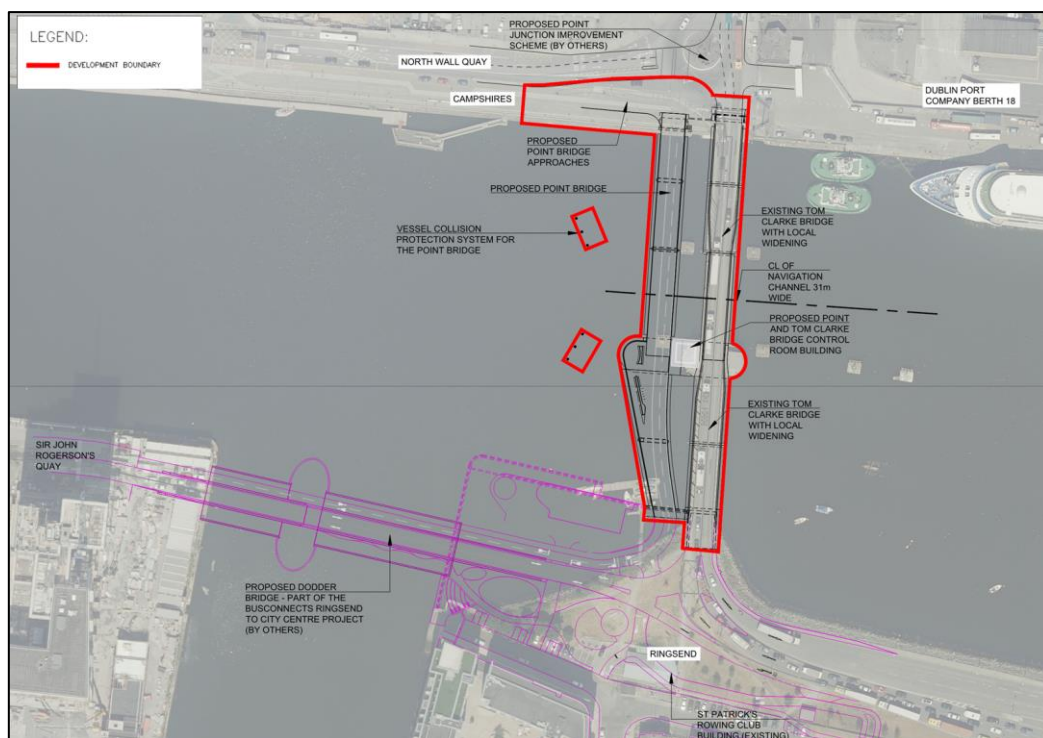 LEGEND:
DEVELOPMENT BOUNDARY
PROPOSED POINT
JUNCTION IMPROVEMENT
SCHEME (BY OTHERS)
NORTH WALL QUAY
CAMPSHIRES
DUBLIN PORT
COMPANY BERTH 18
PROPOSED
POINT BRIDGE
APPROACHES
PROPOSED POINT BRIDGE
VESSEL COLLISION
PROTECTION SYSTEM FOR
THE POINT BRIDGE
EXISTING TOM
CLARKE BRIDGE
WITH LOCAL
WIDENING
CL OF
NAVIGATION
CHANNEL 31m
WIDE
PROPOSED POINT
AND TOM CLARKE
BRIDGE CONTROL
ROOM BUILDING
EXISTING TOM
CLARKE BRIDGE
WITH LOCAL
WIDENING
SIR JOHN
ROGERSON'S
QUAY
PROPOSED DODDER
BRIDGE - PART OF THE
BUSCONNECTS RINGSEND
TO CITY CENTRE PROJECT
(BY OTHERS)
RINGSEND
ST PATRICK'S
ROWING CLUB
BUILDING (EXISTING)